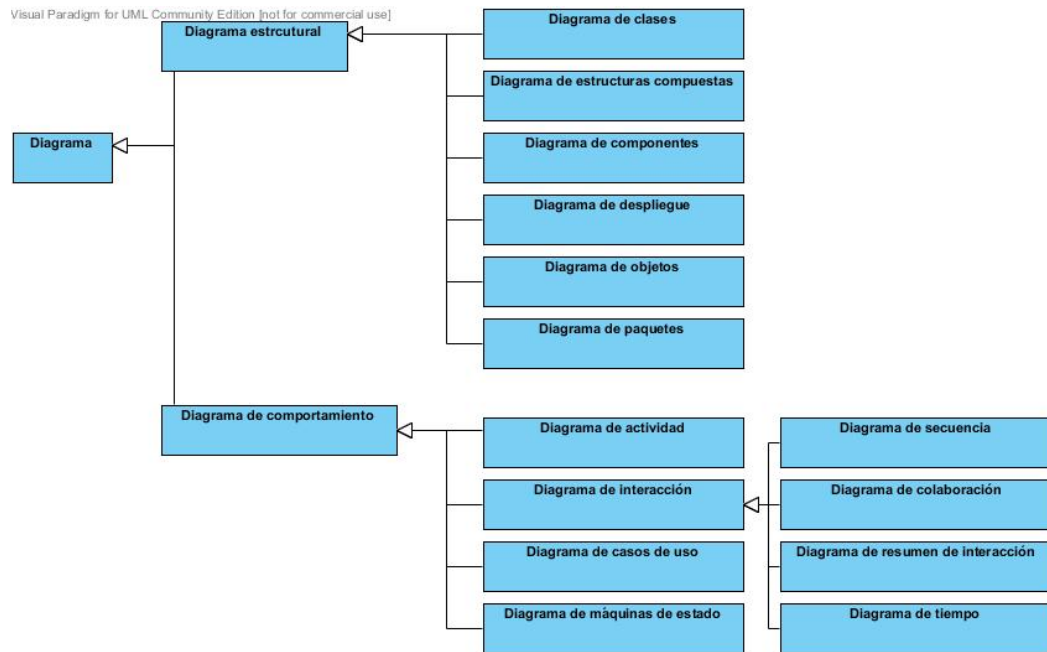 Visual Paradigm for UML Community Edition [not for commercial use]
Diagrama estrcutural
Diagrama
Diagrama de clases
Diagrama de estructuras compuestas
Diagrama de componentes
Diagrama de despliegue
Diagrama de objetos
Diagrama de paquetes
Diagrama de comportamiento
Diagrama de actividad
Diagrama de interacción
Diagrama de casos de uso
Diagrama de máquinas de estado
Diagrama de secuencia
Diagrama de colaboración
Diagrama de resumen de interacción
Diagrama de tiempo